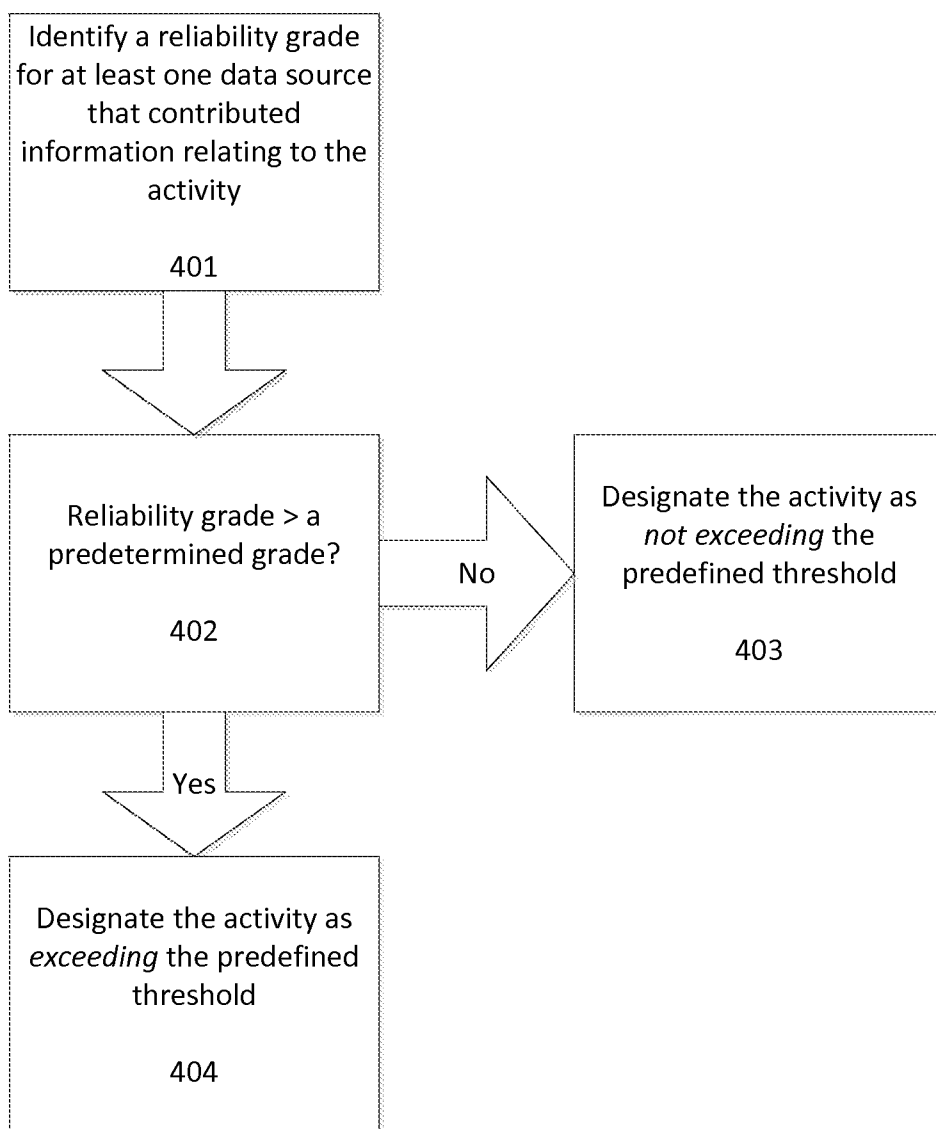 Identify a reliability grade
for at least one data source
that contributed
information relating to the
activity
401
Reliability grade > a
predetermined grade?
402
No
Designate the activity as
not exceeding the
predefined threshold
403
Yes
Designate the activity as
exceeding the predefined
threshold
404